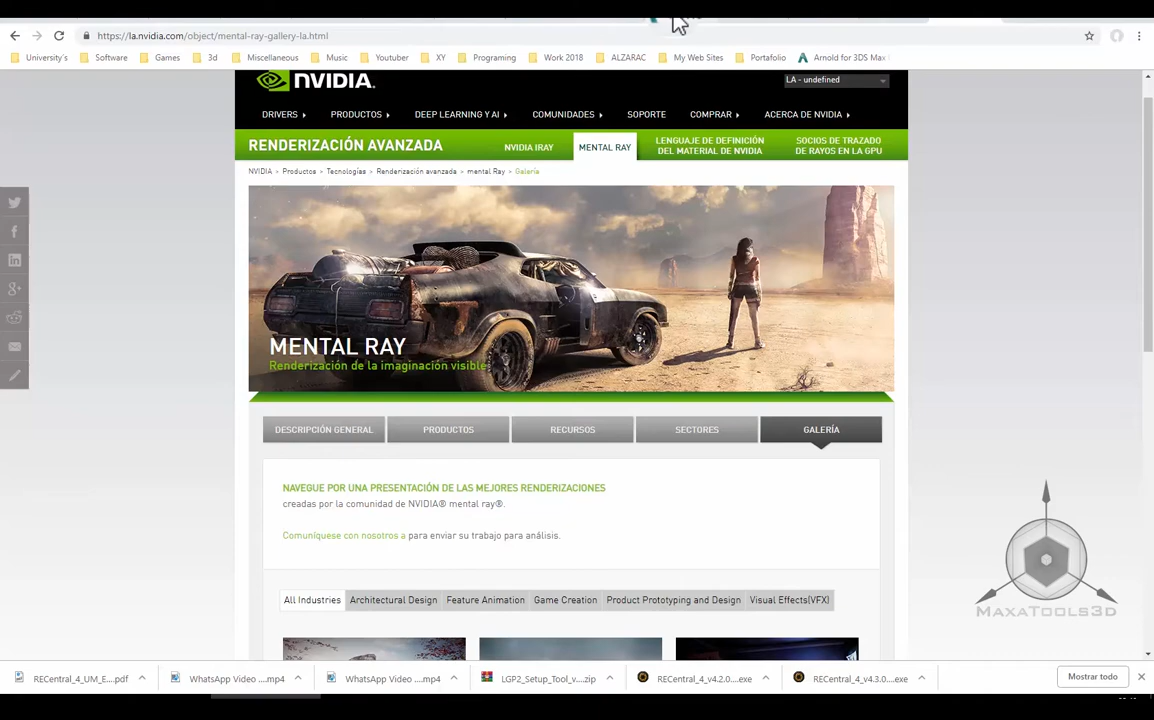 https://la.nvidia.com/object/mental-ray-gallery-la.html
University's Software Games 3d Miscellaneous Music Youtuber XY Programing Work 2018 ALZARAC My Web Sites Portafolio Arnold for 3DS Max
NVIDIA.
LA - undefined
DRIVERS PRODUCTOS DEEP LEARNING Y AI COMUNIDADES SOPORTE COMPRAR ACERCA DE NVIDIA
RENDERIZACIÓN AVANZADA
NVIDIA IRAY
MENTAL RAY
LENGUAJE DE DEFINICIÓN
DEL MATERIAL DE NVIDIA
SOCIOS DE TRAZADO
DE RAYOS EN LA GPU
NVIDIA > Productos > Tecnologías > Renderización avanzada > mental Ray > Galería
MENTAL RAY
Renderización de la imaginación visible
DESCRIPCIÓN GENERAL PRODUCTOS RECURSOS SECTORES GALERÍA
NAVEGUE POR UNA PRESENTACIÓN DE LAS MEJORES RENDERIZACIONES
creadas por la comunidad de NVIDIA® mental ray®.
Comuníquese con nosotros a para enviar su trabajo para análisis.
All Industries Architectural Design Feature Animation Game Creation Product Prototyping and Design Visual Effects(VFX)
MAXATOOLS3D
RECentral_4_UM_E....pdf WhatsApp Video ....mp4 WhatsApp Video ....mp4 LGP2_Setup_Tool_v....zip RECentral_4_v4.2.0....exe RECentral_4_v4.3.0....exe Mostrar todo